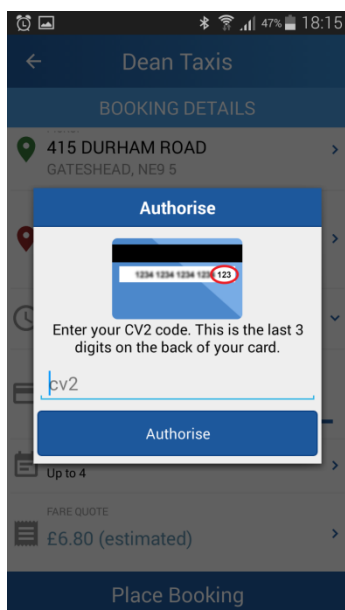 47% 18:15
Dean Taxis
BOOKING DETAILS
415 DURHAM ROAD
GATESHEAD, NE9 5
Authorise
1234 1234 1234 1234 123
Enter your CV2 code. This is the last 3
digits on the back of your card.
cv2
Authorise
Up to 4
FARE QUOTE
£6.80 (estimated)
Place Booking